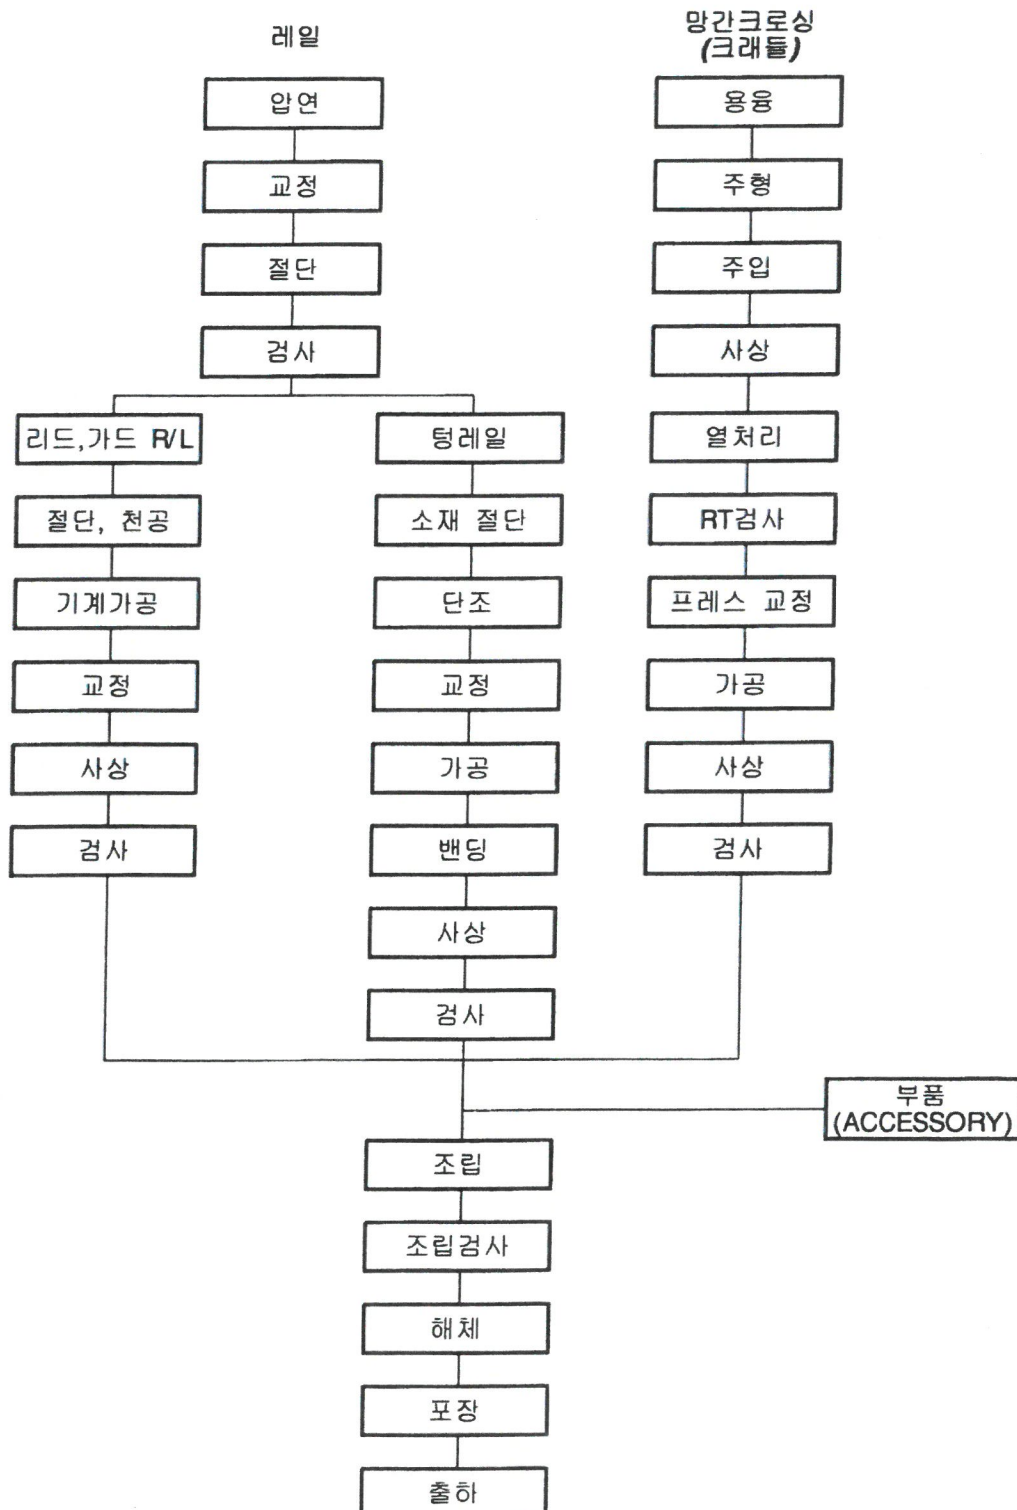 레일
압연
교정
절단
검사
리드,가드 R/L
절단, 천공
기계가공
교정
사상
검사
텅레일
소재 절단
단조
교정
가공
밴딩
사상
검사
망간크로싱
(크래들)
용융
주형
주입
사상
열처리
RT검사
프레스 교정
가공
사상
검사
부품
(ACCESSORY)
조립
조립검사
해체
포장
출하